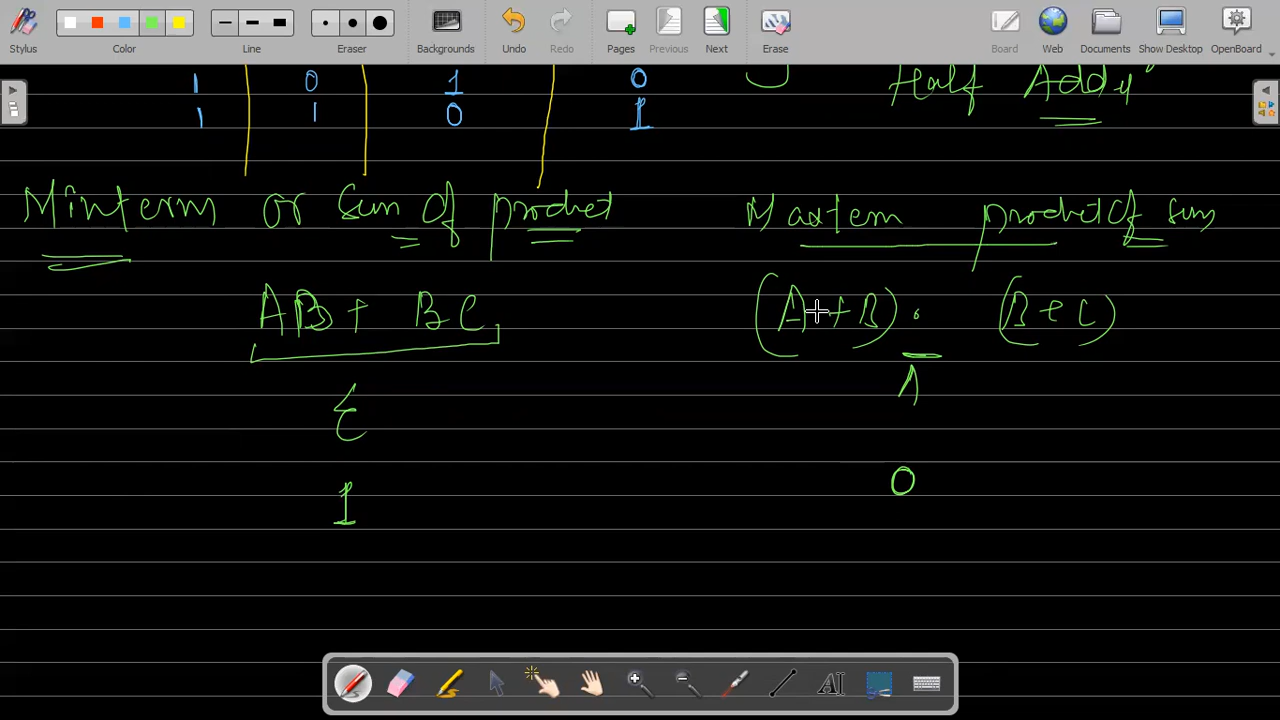 Stylus Color Line Eraser Backgrounds Undo Redo Pages Previous Next Erase Board Web Documents Show Desktop OpenBoard
1 0 1 0 Half Adder
1 1 0 1
Minterm or Sum of product Maxtem product of sum
AB + BC (A + B) . (B + C)
Σ Λ
1 0
AI